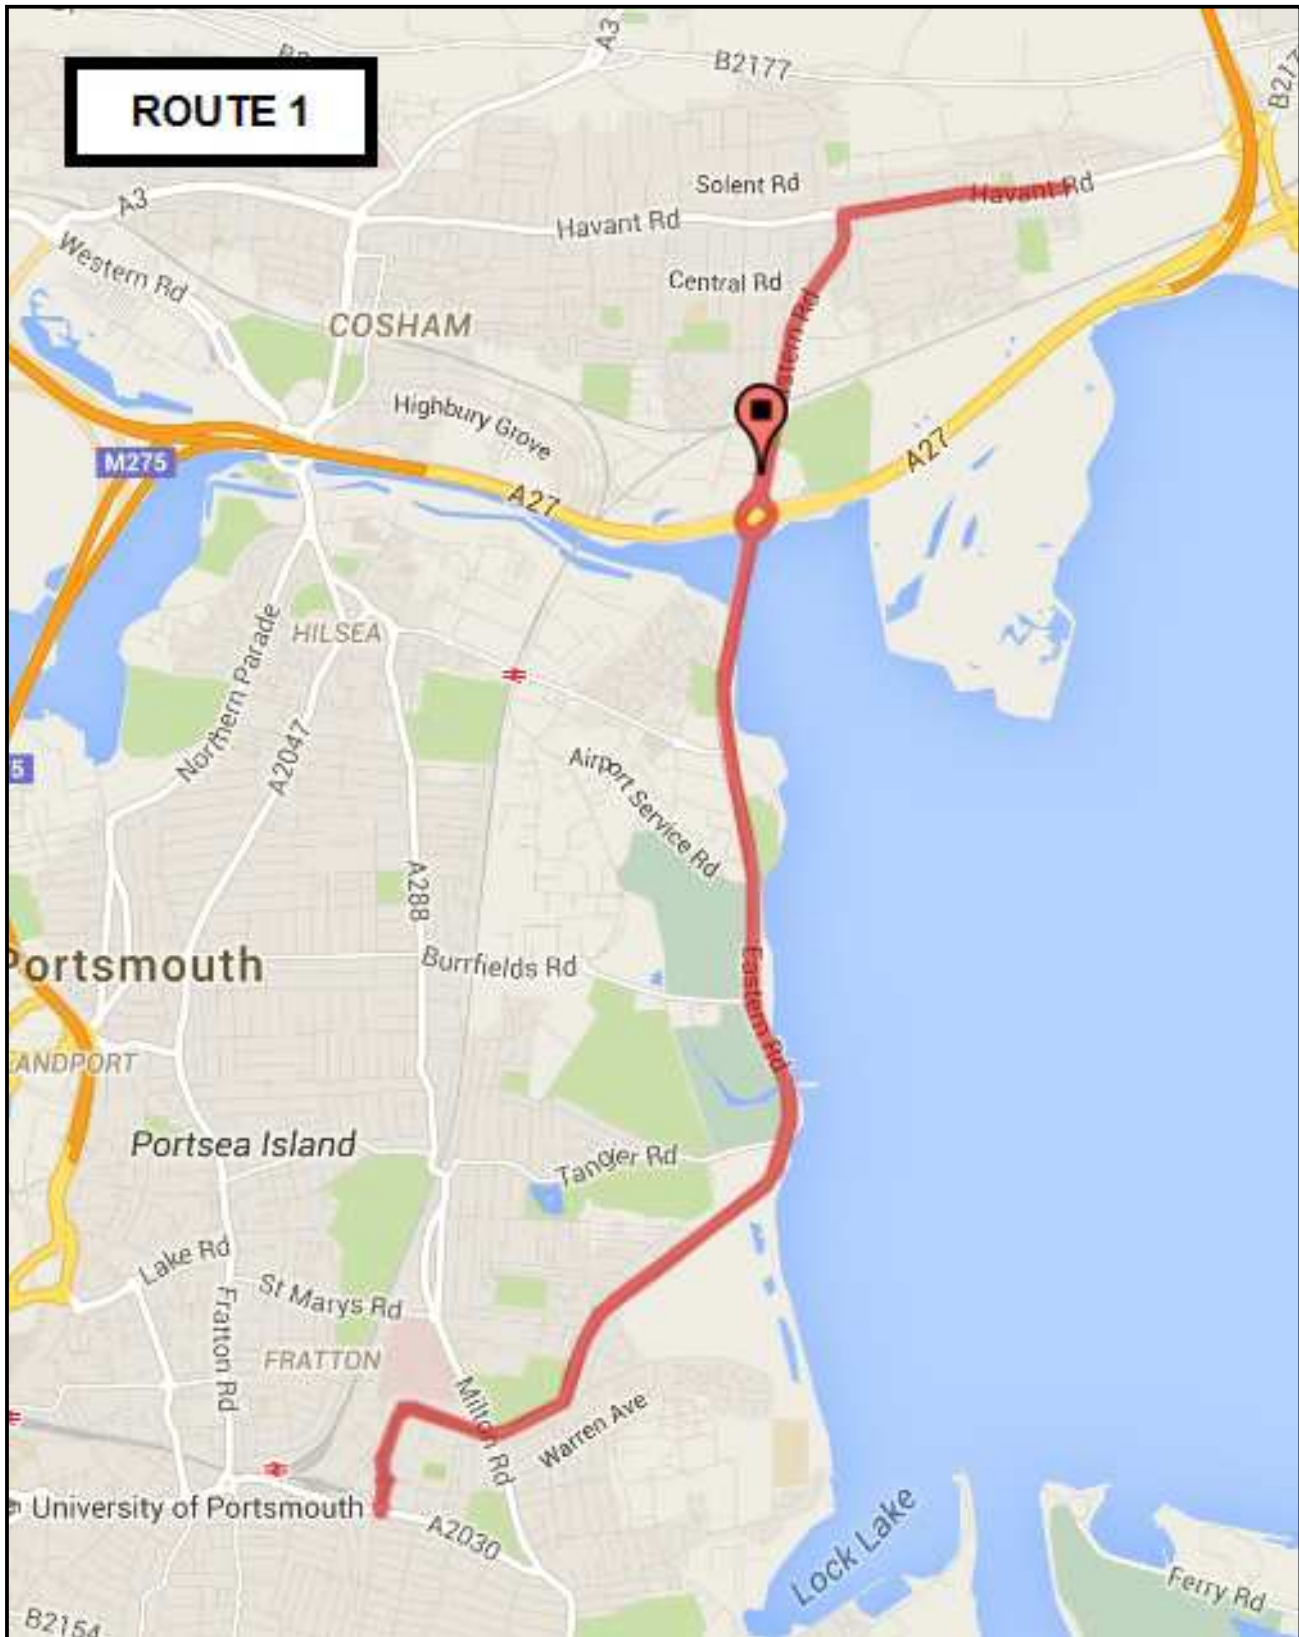 A3
B2177
B217
ROUTE 1
Solent Rd
Havant Rd
A3
Havant Rd
Western Rd
Central Rd
COSHAM
stern Rd
Highbury Grove
M275
A27
A27
HILSEA
Northern Parade
A2047
5
Airport Service Rd
A288
Portsmouth
Burrfields Rd
Eastern Rd
ANDPORT
Portsea Island
Tangier Rd
Lake Rd
St Marys Rd
Fratton Rd
FRATTON
Milton Rd
Warren Ave
University of Portsmouth
A2030
Lock Lake
Ferry Rd
B2154